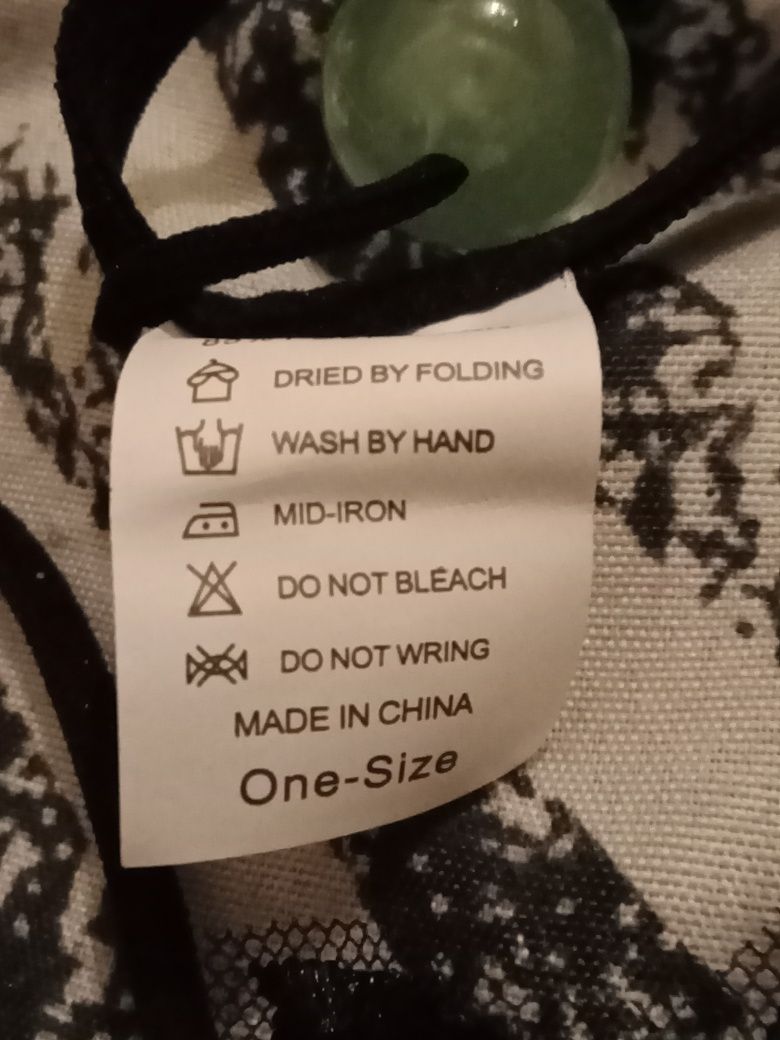 DRIED BY FOLDING
WASH BY HAND
MID-IRON
DO NOT BLEACH
DO NOT WRING
MADE IN CHINA
One-Size